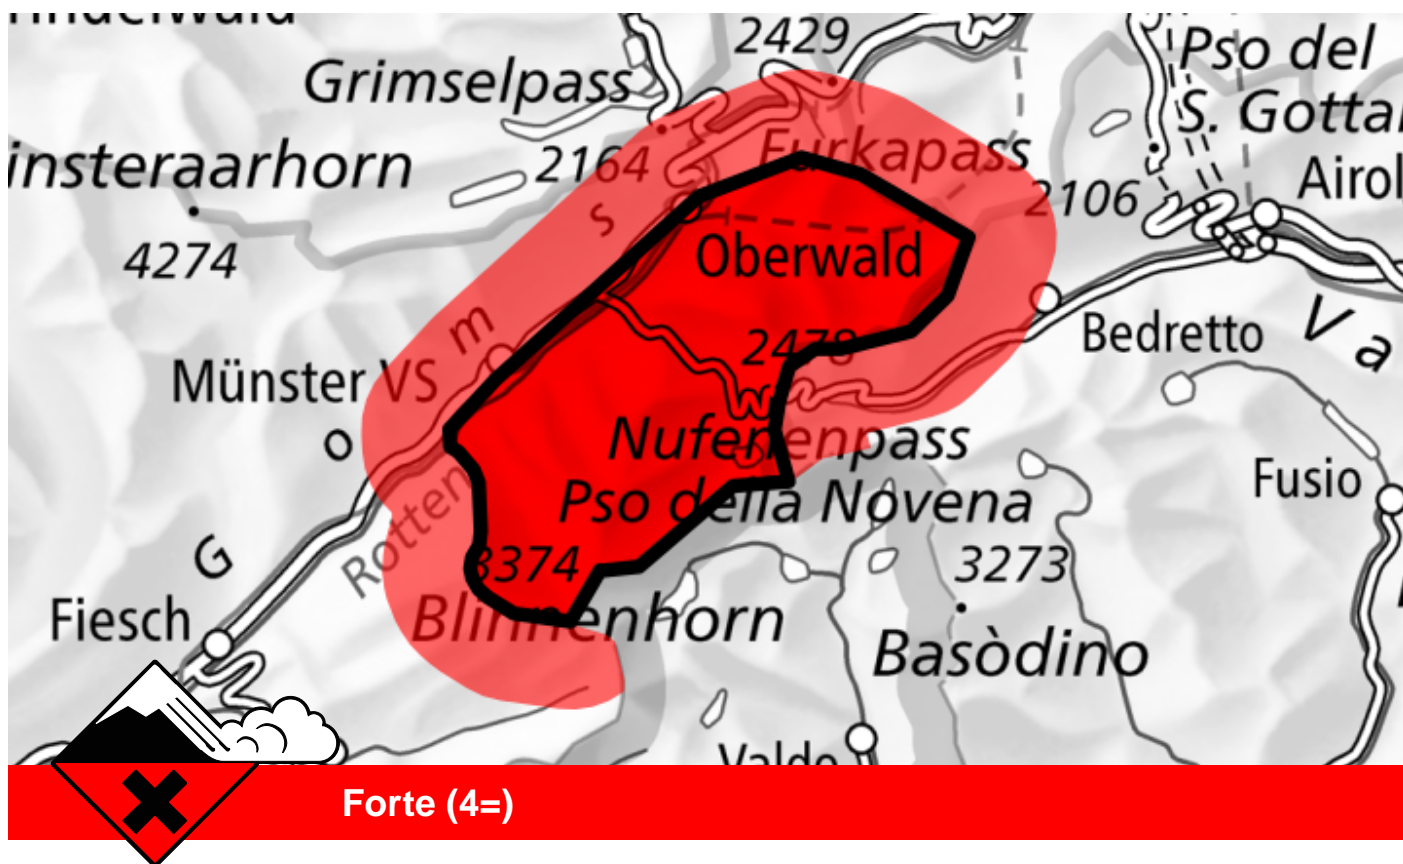 2429
Pso del
Grimselpass
S. Gotta
insteraarhorn
2164
Furkapass
Airol
2106
s
4274
Oberwald
m
2478
Bedretto
V a
Münster VS
o
Nufenenpass
Pso della Novena
Fusio
Rotten
G
3374
3273
Fiesch
Blinnenhorn
Basòdino
Valde
Forte (4=)